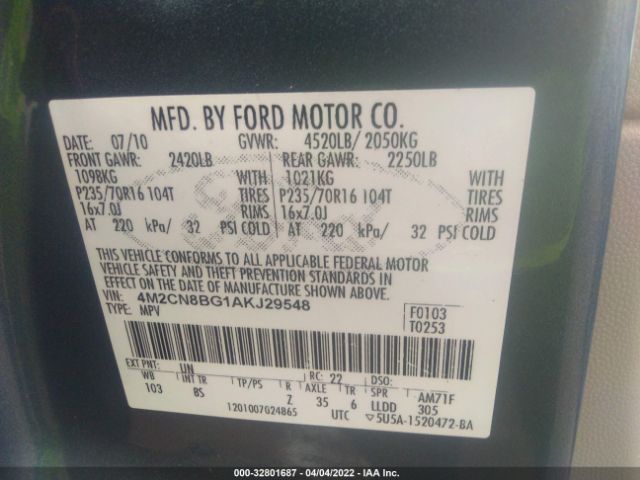 MFD. BY FORD MOTOR CO.
DATE: 07/10 GVWR: 4520LB/ 2050KG
FRONT GAWR: 2420LB REAR GAWR: 2250LB
1098KG WITH 1021KG WITH
P235/70R16 104T TIRES P235/70R16 104T TIRES
16x7.0J RIMS 16x7.0J RIMS
AT 220 kPa/ 32 PSI COLD AT 220 kPa/ 32 PSI COLD
THIS VEHICLE CONFORMS TO ALL APPLICABLE FEDERAL MOTOR
VEHICLE SAFETY AND THEFT PREVENTION STANDARDS IN
EFFECT ON THE DATE OF MANUFACTURE SHOWN ABOVE.
VIN: 4M2CN8BG1AKJ29548 F0103
TYPE: MPV T0253
EXT PNT: UN RC: 22 DSO:
WB INT TR TP/PS R AXLE TR SPR AM71F
103 8S Z 35 6 LLDD 305
1201007024865 UTC ▽5U5A-1520472-BA
000-32801687 - 04/04/2022 - IAA Inc.